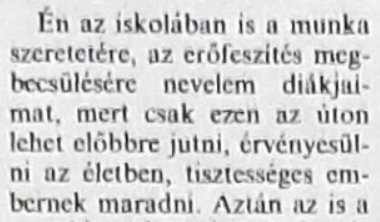 Én az iskolában is a munka
szeretetére, az erőfeszítés meg-
becsülésére nevelem diákjai-
mat, mert csak ezen az úton
lehet előbbre jutni, érvényesül-
ni az életben, tisztességes em-
bernek maradni. Aztán az is a